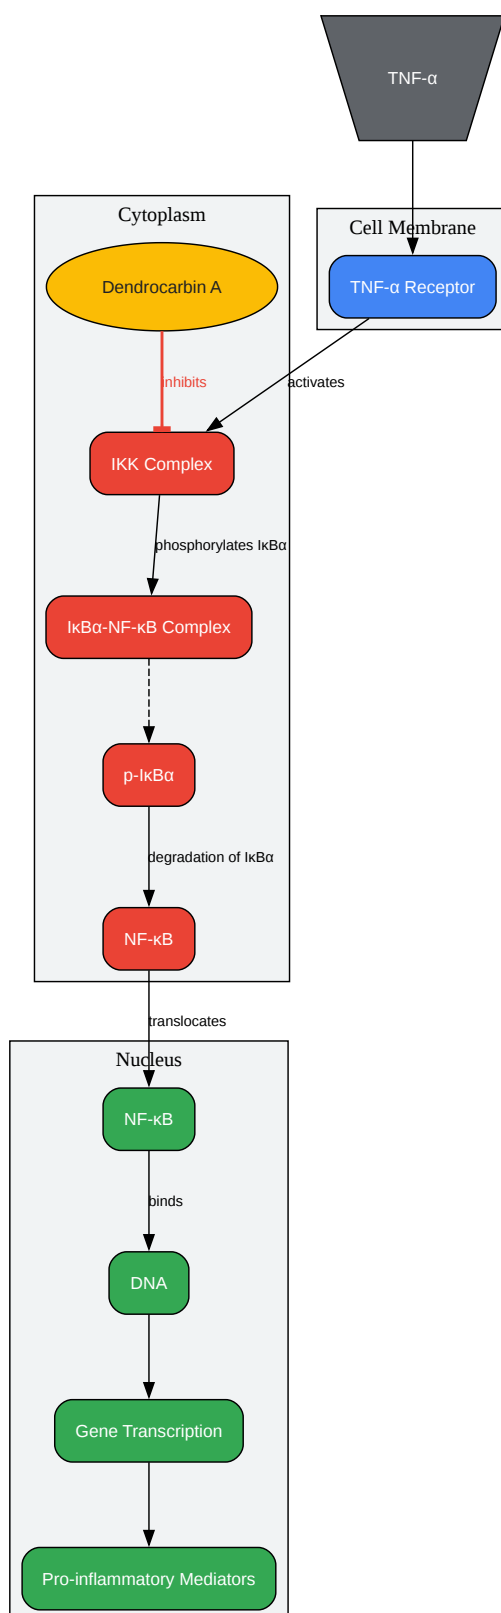 TNF-α
Cytoplasm
Cell Membrane
Dendrocarbin A
TNF-α Receptor
inhibits
activates
IKK Complex
phosphorylates IκBα
IκBα-NF-κB Complex
p-IκBα
degradation of IκBα
NF-κB
translocates
Nucleus
NF-κB
binds
DNA
Gene Transcription
Pro-inflammatory Mediators